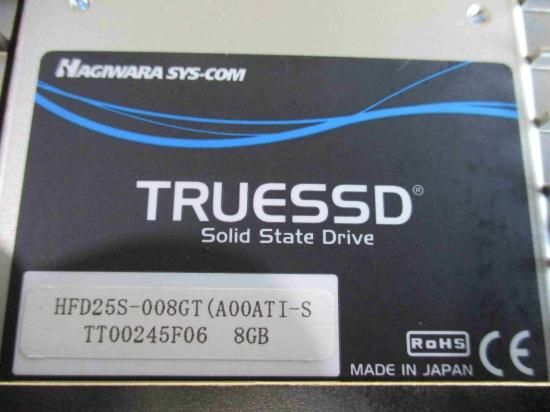 HAGIWARA SYS-COM
TRUESSD®
Solid State Drive
HFD25S-008GT(A00ATI-S
TT00245F06 8GB
RoHS CE
MADE IN JAPAN